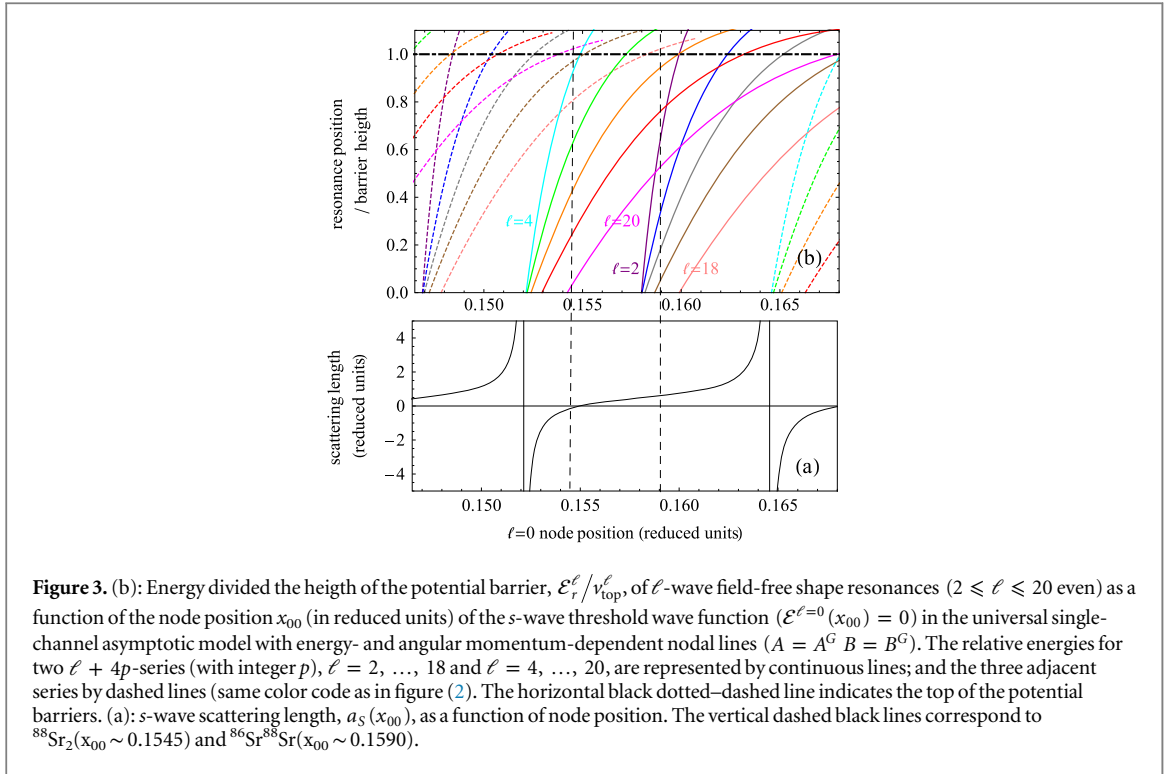 1.0
0.8
0.6
0.4
0.2
0.0
resonance position
/ barrier heigth
ℓ=4
ℓ=20
ℓ=2
ℓ=18
(b)
0.150 0.155 0.160 0.165
4
2
0
−2
−4
scattering length
(reduced units)
(a)
0.150 0.155 0.160 0.165
ℓ=0 node position (reduced units)
Figure 3. (b): Energy divided the heigth of the potential barrier, ℰ_r^ℓ/v_top^ℓ, of ℓ-wave field-free shape resonances (2 ⩽ ℓ ⩽ 20 even) as a
function of the node position x₀₀ (in reduced units) of the s-wave threshold wave function (ℰ^ℓ=0 (x₀₀) = 0) in the universal single-
channel asymptotic model with energy- and angular momentum-dependent nodal lines (A = A^G B = B^G). The relative energies for
two ℓ + 4p-series (with integer p), ℓ = 2, …, 18 and ℓ = 4, …, 20, are represented by continuous lines; and the three adjacent
series by dashed lines (same color code as in figure (2). The horizontal black dotted–dashed line indicates the top of the potential
barriers. (a): s-wave scattering length, a_S (x₀₀), as a function of node position. The vertical dashed black lines correspond to
⁸⁸Sr₂(x₀₀ ∼ 0.1545) and ⁸⁶Sr⁸⁸Sr(x₀₀ ∼ 0.1590).